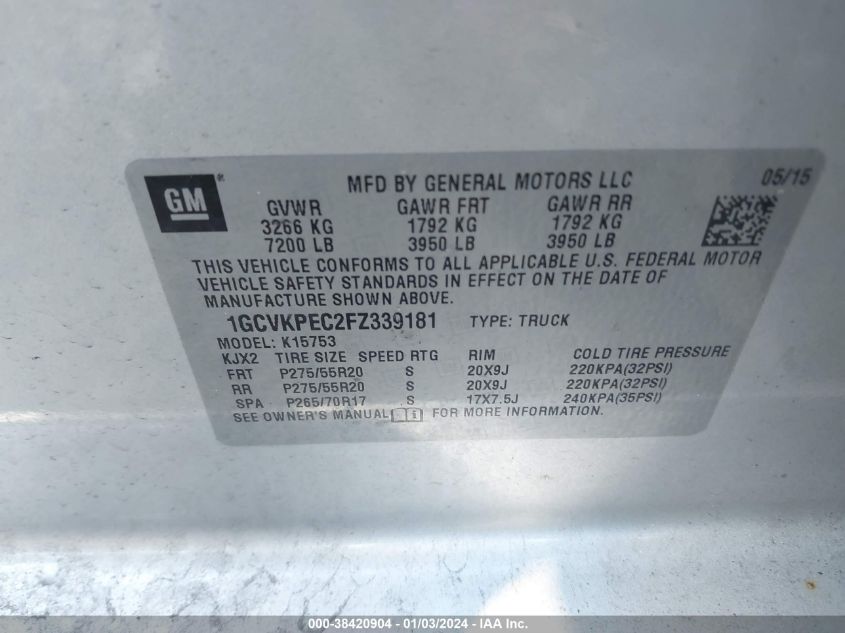 GM
MFD BY GENERAL MOTORS LLC 05/15
GVWR GAWR FRT GAWR RR
3266 KG 1792 KG 1792 KG
7200 LB 3950 LB 3950 LB
THIS VEHICLE CONFORMS TO ALL APPLICABLE U.S. FEDERAL MOTOR
VEHICLE SAFETY STANDARDS IN EFFECT ON THE DATE OF
MANUFACTURE SHOWN ABOVE.
1GCVKPEC2FZ339181 TYPE: TRUCK
MODEL: K15753
KJX2 TIRE SIZE SPEED RTG RIM COLD TIRE PRESSURE
FRT P275/55R20 S 20X9J 220KPA(32PSI)
RR P275/55R20 S 20X9J 220KPA(32PSI)
SPA P265/70R17 S 17X7.5J 240KPA(35PSI)
SEE OWNER'S MANUAL FOR MORE INFORMATION.
000-38420904 - 01/03/2024 - IAA Inc.